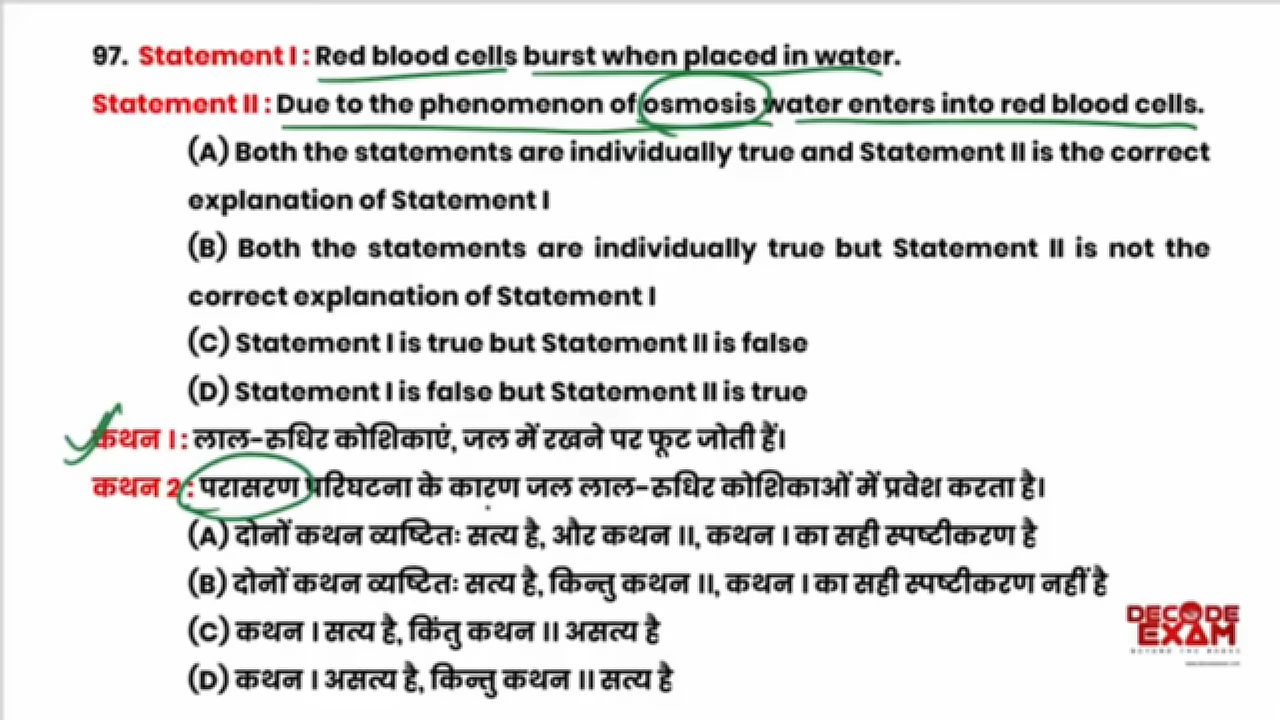 97. Statement I : Red blood cells burst when placed in water.
Statement II : Due to the phenomenon of osmosis water enters into red blood cells.
(A) Both the statements are individually true and Statement II is the correct
explanation of Statement I
(B) Both the statements are individually true but Statement II is not the
correct explanation of Statement I
(C) Statement I is true but Statement II is false
(D) Statement I is false but Statement II is true
कथन I : लाल-रुधिर कोशिकाएं, जल में रखने पर फूट जोती हैं।
कथन 2 : परासरण परिघटना के कारण जल लाल-रुधिर कोशिकाओं में प्रवेश करता है।
(A) दोनों कथन व्यष्टितः सत्य है, और कथन II, कथन I का सही स्पष्टीकरण है
(B) दोनों कथन व्यष्टितः सत्य है, किन्तु कथन II, कथन I का सही स्पष्टीकरण नहीं है
(C) कथन I सत्य है, किंतु कथन II असत्य है
(D) कथन I असत्य है, किन्तु कथन II सत्य है
DECODE
EXAM
BEYOND THE BOOKS